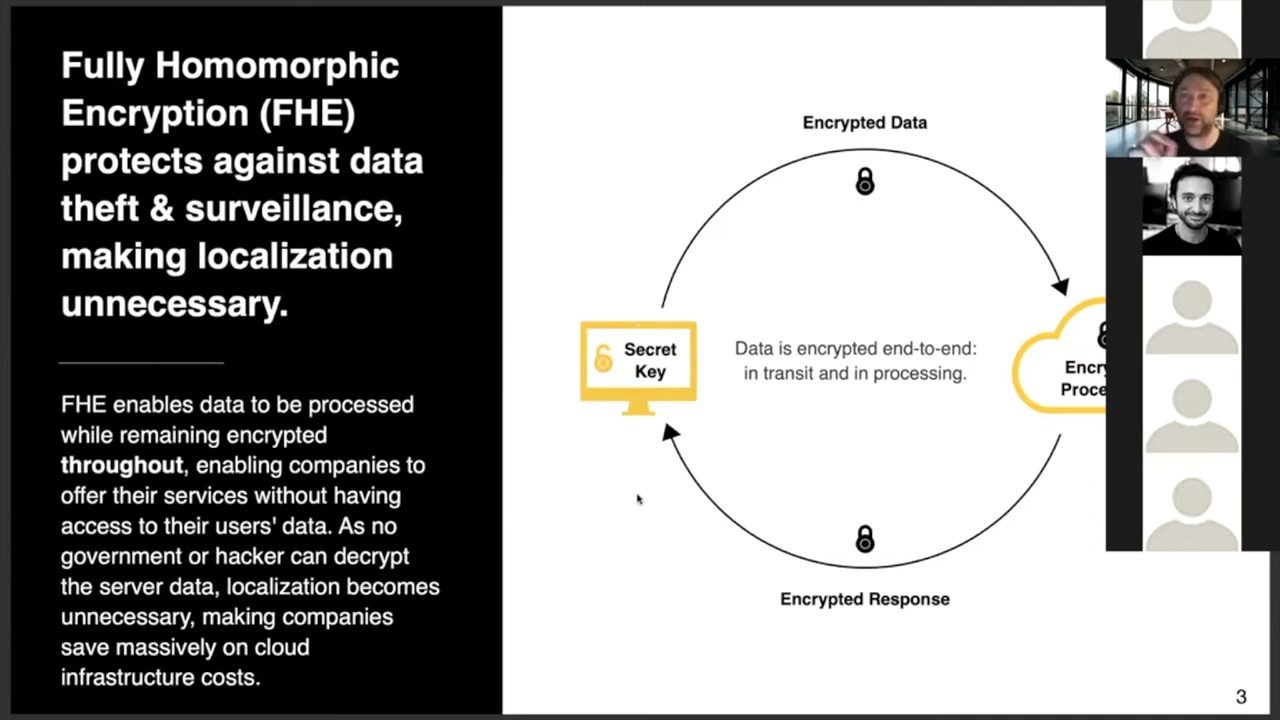 Fully Homomorphic
Encryption (FHE)
protects against data
theft & surveillance,
making localization
unnecessary.
FHE enables data to be processed
while remaining encrypted
throughout, enabling companies to
offer their services without having
access to their users' data. As no
government or hacker can decrypt
the server data, localization becomes
unnecessary, making companies
save massively on cloud
infrastructure costs.
Encrypted Data
Secret
Key
Data is encrypted end-to-end:
in transit and in processing.
Encry
Proce
Encrypted Response
3